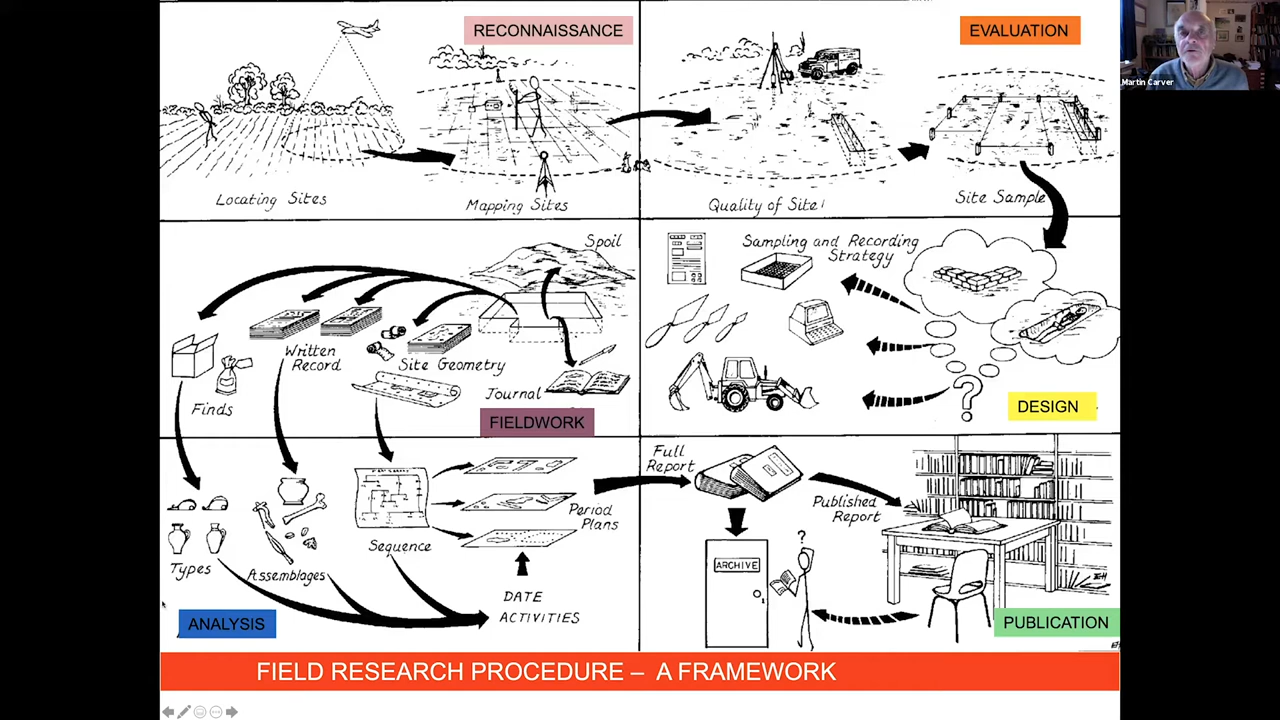 RECONNAISSANCE
EVALUATION
Martin Carver
Locating Sites
Mapping Sites
Quality of Site
Site Sample
Spoil
Written
Record
Site Geometry
Finds
Journal
FIELDWORK
Sampling and Recording
Strategy
?
DESIGN
Types
Assemblages
Sequence
Period
Plans
DATE
ACTIVITIES
ANALYSIS
Full
Report
Published
Report
ARCHIVE
?
PUBLICATION
FIELD RESEARCH PROCEDURE – A FRAMEWORK